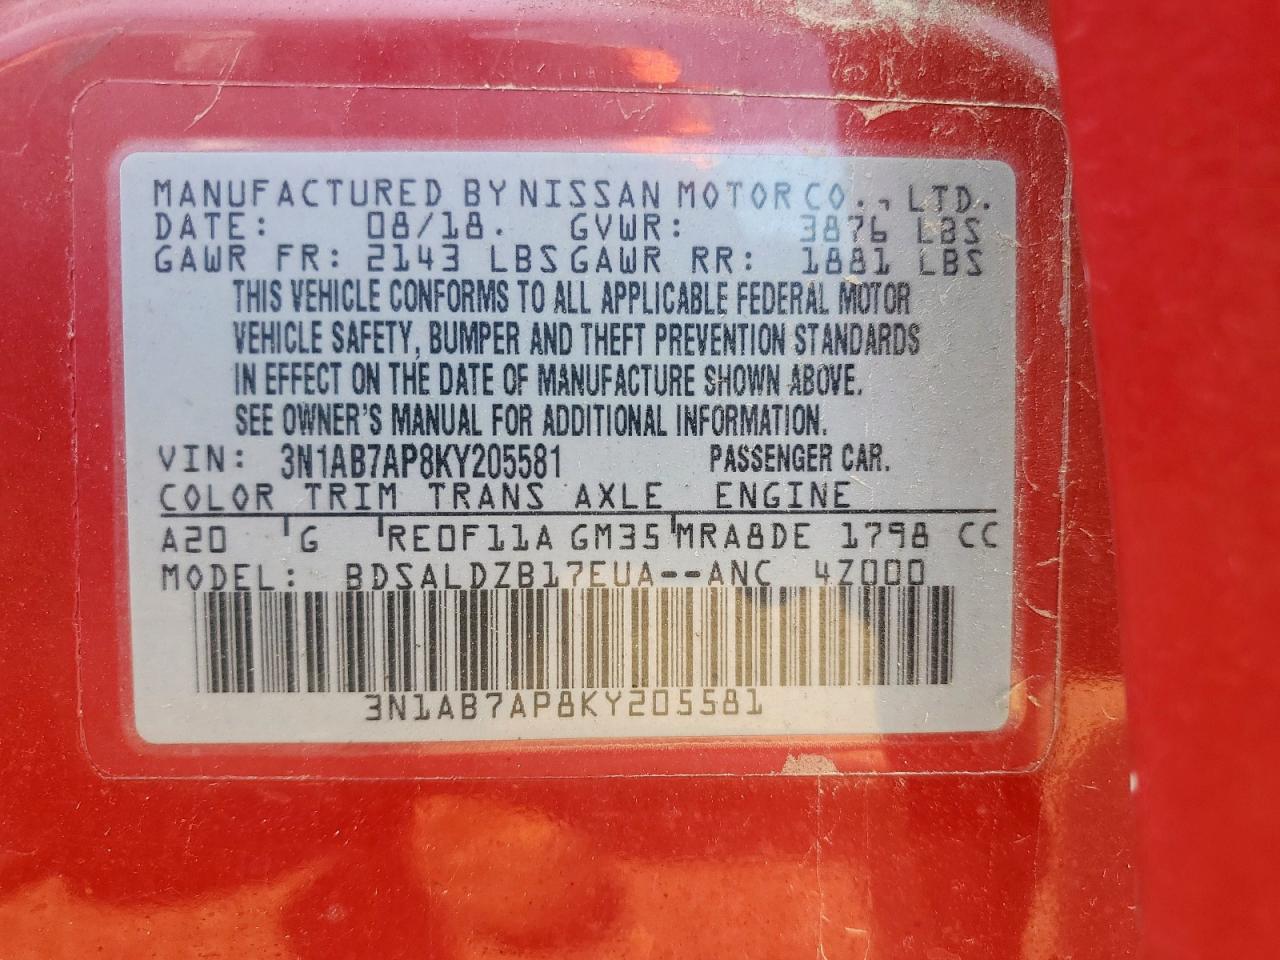 MANUFACTURED BY NISSAN MOTOR CO., LTD.
DATE: 08/18. GVWR: 3876 LBS
GAWR FR: 2143 LBS GAWR RR: 1881 LBS
THIS VEHICLE CONFORMS TO ALL APPLICABLE FEDERAL MOTOR
VEHICLE SAFETY, BUMPER AND THEFT PREVENTION STANDARDS
IN EFFECT ON THE DATE OF MANUFACTURE SHOWN ABOVE.
SEE OWNER'S MANUAL FOR ADDITIONAL INFORMATION.
VIN: 3N1AB7AP8KY205581 PASSENGER CAR.
COLOR TRIM TRANS AXLE ENGINE
A20 G RE0F11A GM35 MRA8DE 1798 CC
MODEL: BDSALDZB17EUA--ANC 4Z000
3N1AB7AP8KY205581